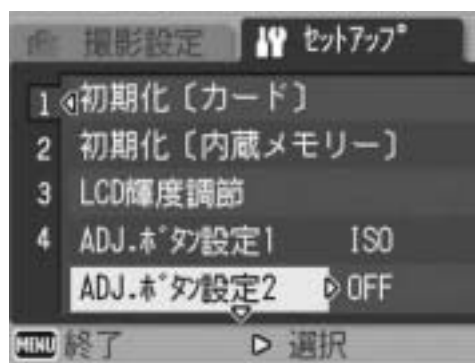 撮影設定 セットアップ
1 初期化〔カード〕
2 初期化〔内蔵メモリー〕
3 LCD輝度調節
4 ADJ.ボタン設定1 ISO
ADJ.ボタン設定2 OFF
MENU 終了 選択